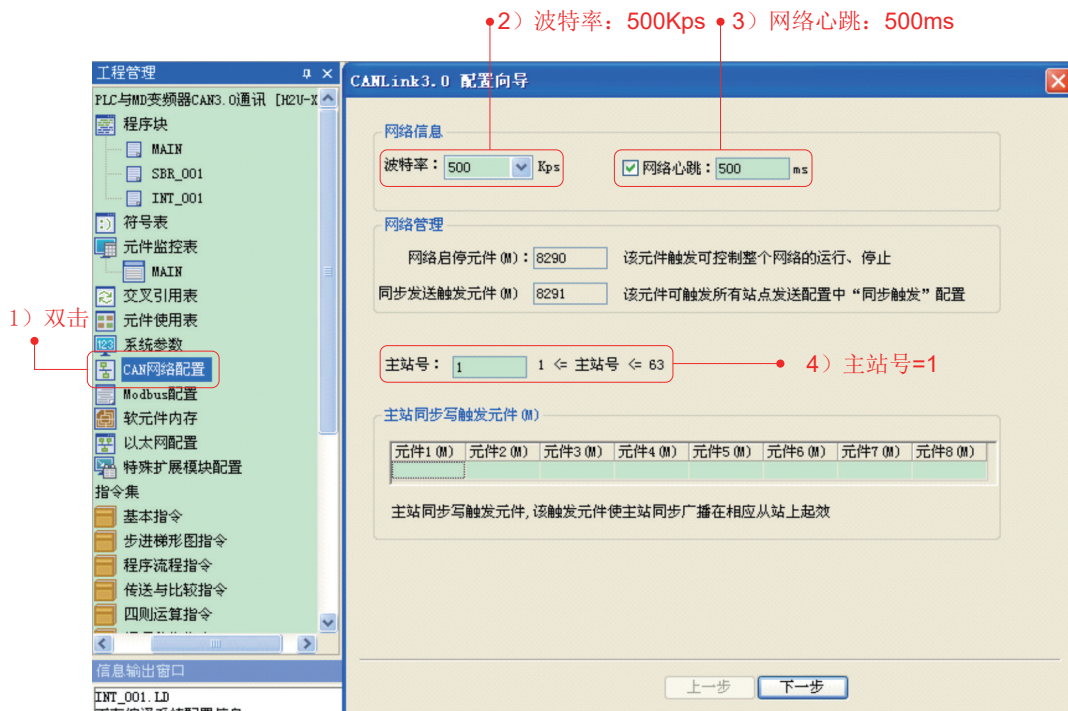 2）波特率：500Kps
3）网络心跳：500ms
工程管理
PLC与MD变频器CAN3.0通讯 [H2U-X
程序块
MAIN
SBR_001
INT_001
符号表
元件监控表
MAIN
交叉引用表
元件使用表
系统参数
1）双击
CAN网络配置
Modbus配置
软元件内存
以太网配置
特殊扩展模块配置
指令集
基本指令
步进梯形图指令
程序流程指令
传送与比较指令
四则运算指令
信息输出窗口
INT_001.LD
CANLink3.0 配置向导
网络信息
波特率： 500 Kps
网络心跳： 500 ms
网络管理
网络启停元件(M)： 8290 该元件触发可控制整个网络的运行、停止
同步发送触发元件(M) 8291 该元件可触发所有站点发送配置中“同步触发”配置
主站号： 1 1 <= 主站号 <= 63
4）主站号=1
主站同步写触发元件(M)
元件1(M) 元件2(M) 元件3(M) 元件4(M) 元件5(M) 元件6(M) 元件7(M) 元件8(M)
主站同步写触发元件,该触发元件使主站同步广播在相应从站上起效
上一步 下一步